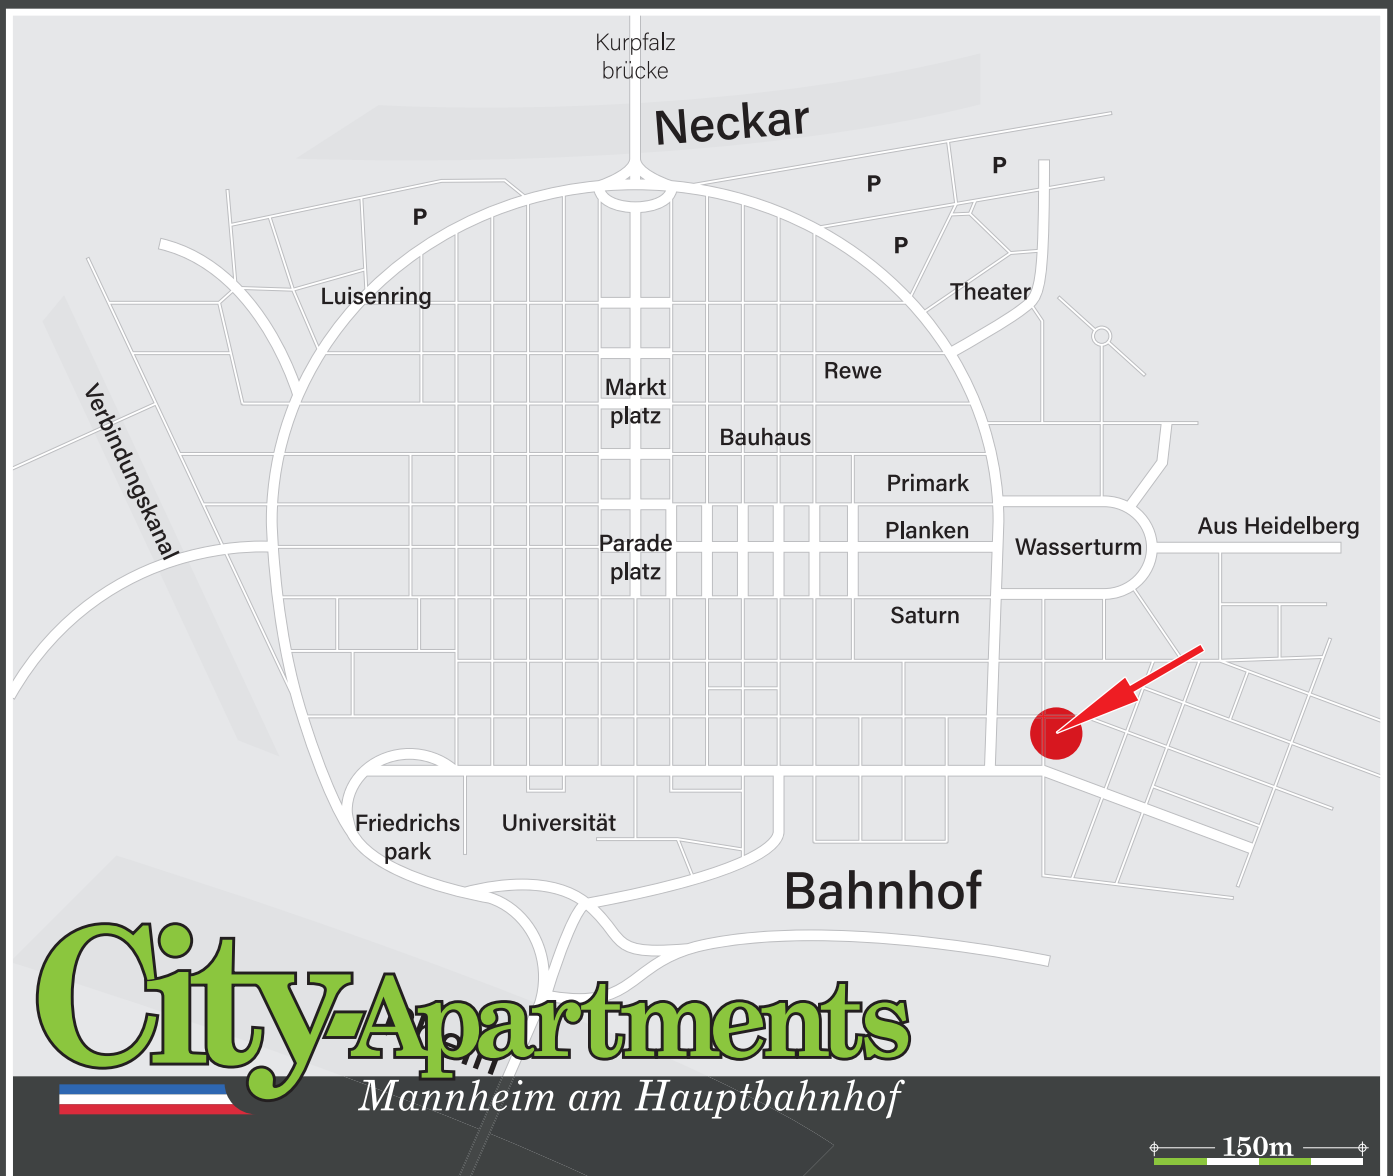 Kurpfalz
brücke
Neckar
P
P
P
P
Luisenring
Theater
Rewe
Markt
platz
Bauhaus
Verbindungskanal
Primark
Planken
Parade
platz
Wasserturm
Aus Heidelberg
Saturn
Friedrichs
park
Universität
Bahnhof
City-Apartments
Mannheim am Hauptbahnhof
150m